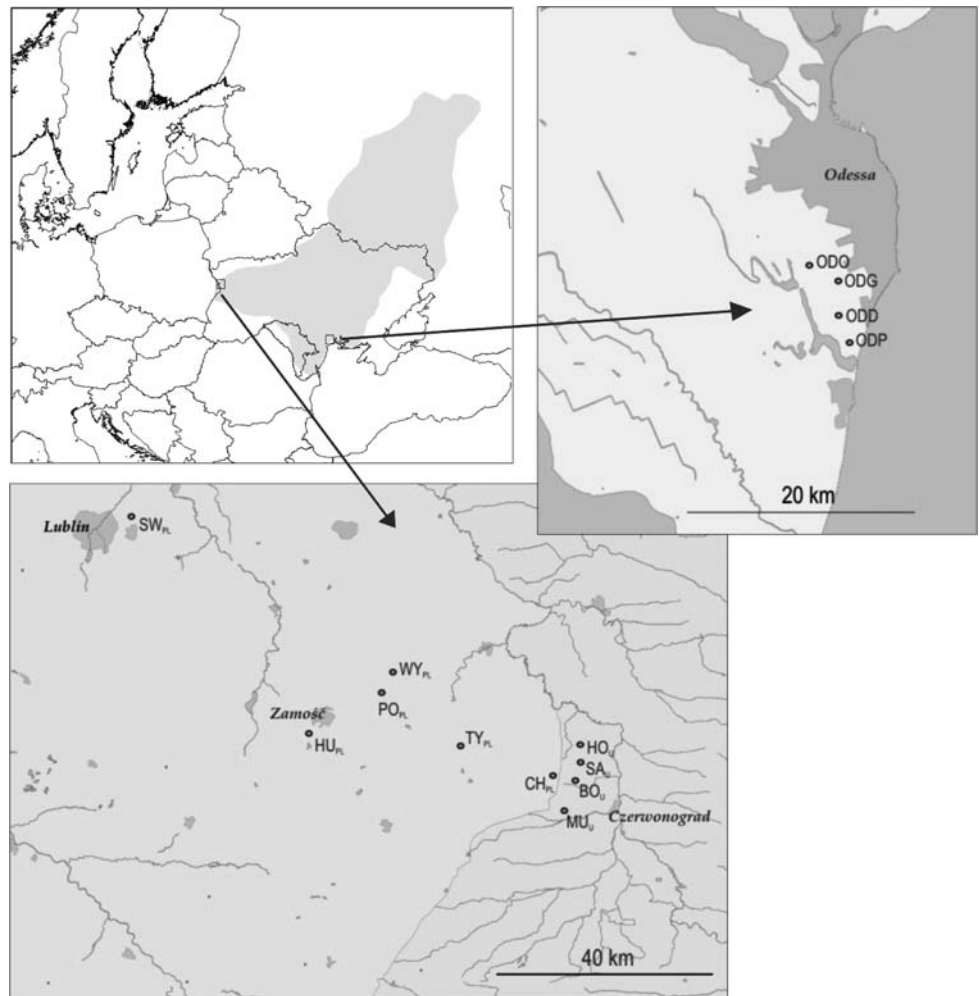 Odessa
ODO
ODG
ODD
ODP
20 km
Lublin
SWPL
WYPL
POPL
Zamość
HUPL
TYPL
HOU
SAU
CHPL
BOU
MUU
Czerwonograd
40 km